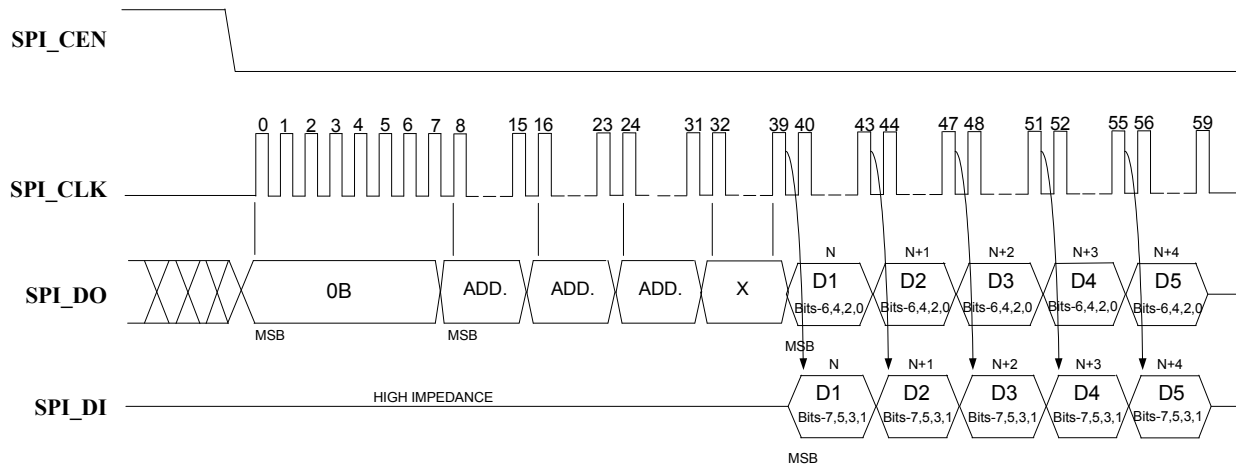 SPI_CEN
0 1 2 3 4 5 6 7 8 15 16 23 24 31 32 39 40 43 44 47 48 51 52 55 56 59
SPI_CLK
N N+1 N+2 N+3 N+4
SPI_DO 0B ADD. ADD. ADD. X D1 D2 D3 D4 D5
Bits-6,4,2,0 Bits-6,4,2,0 Bits-6,4,2,0 Bits-6,4,2,0 Bits-6,4,2,0
MSB MSB MSB
N N+1 N+2 N+3 N+4
SPI_DI HIGH IMPEDANCE D1 D2 D3 D4 D5
Bits-7,5,3,1 Bits-7,5,3,1 Bits-7,5,3,1 Bits-7,5,3,1 Bits-7,5,3,1
MSB